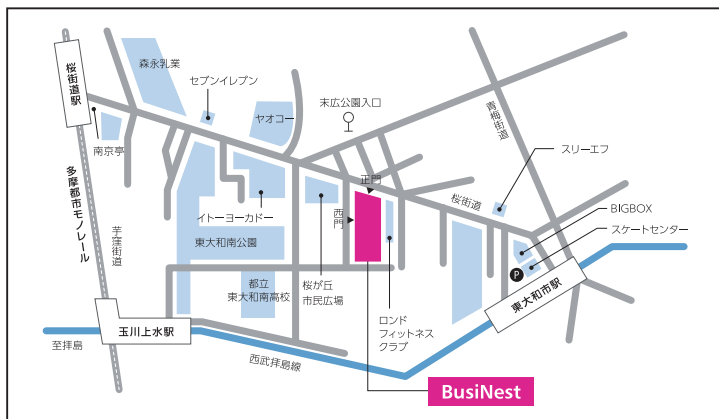 桜街道駅
森永乳業
セブンイレブン
ヤオコー
末広公園入口
青梅街道
南京亭
スリーエフ
正門
桜街道
多摩都市モノレール
芋窪街道
イトーヨーカドー
西門
BIGBOX
スケートセンター
東大和南公園
P
都立
東大和南高校
桜が丘
市民広場
東大和市駅
ロンド
フィットネス
クラブ
玉川上水駅
至拝島
西武拝島線
BusiNest